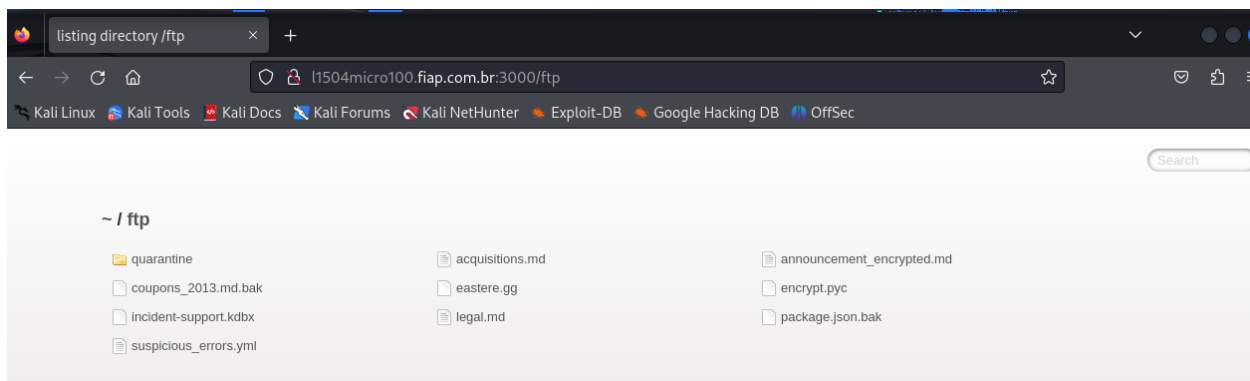 listing directory /ftp
l1504micro100.fiap.com.br:3000/ftp
Kali Linux Kali Tools Kali Docs Kali Forums Kali NetHunter Exploit-DB Google Hacking DB OffSec
Search
~ / ftp
quarantine acquisitions.md announcement_encrypted.md
coupons_2013.md.bak eastere.gg encrypt.pyc
incident-support.kdbx legal.md package.json.bak
suspicious_errors.yml